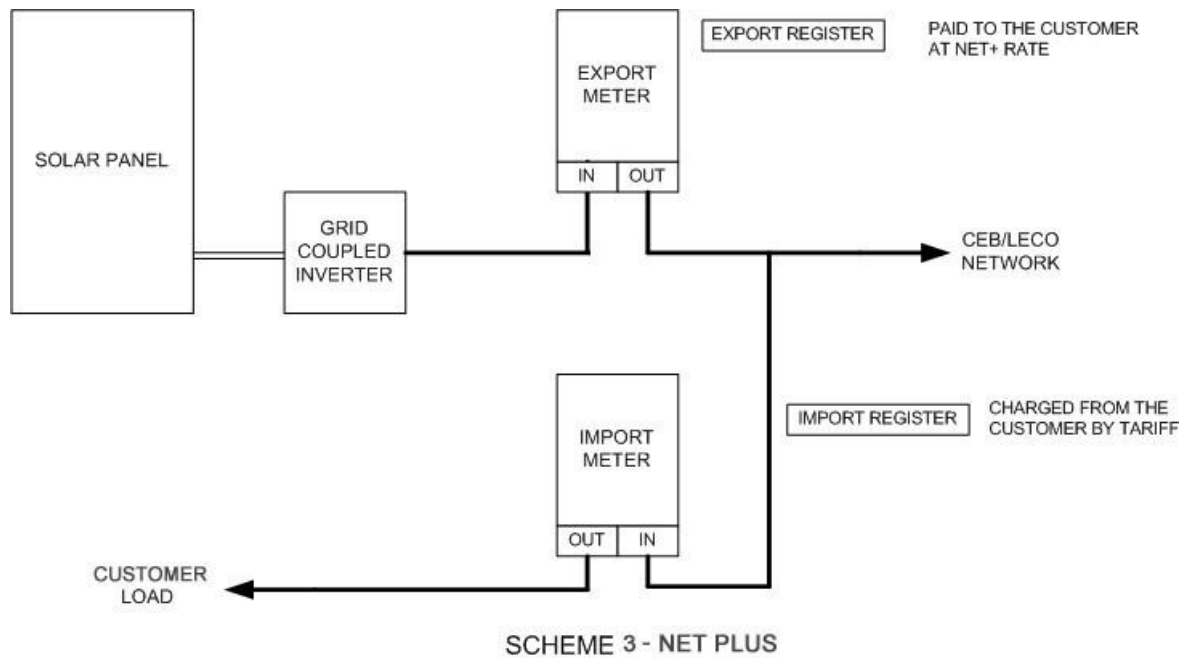 EXPORT REGISTER
PAID TO THE CUSTOMER
AT NET+ RATE
EXPORT
METER
SOLAR PANEL
IN
OUT
GRID
COUPLED
INVERTER
CEB/LECO
NETWORK
IMPORT REGISTER
CHARGED FROM THE
CUSTOMER BY TARIFF
IMPORT
METER
OUT
IN
CUSTOMER
LOAD
SCHEME 3 - NET PLUS